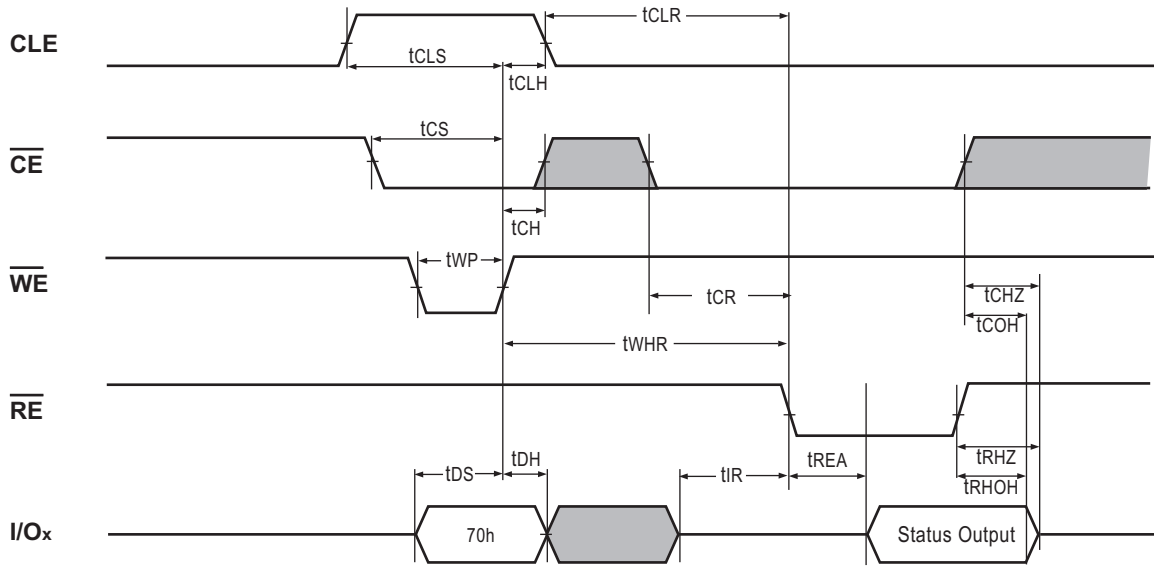 CLE
tCLR
tCLS
tCLH
CE
tCS
tCH
WE
tWP
tCR
tCHZ
tCOH
tWHR
RE
tDS
tDH
tIR
tREA
tRHZ
tRHOH
I/Ox
70h
Status Output